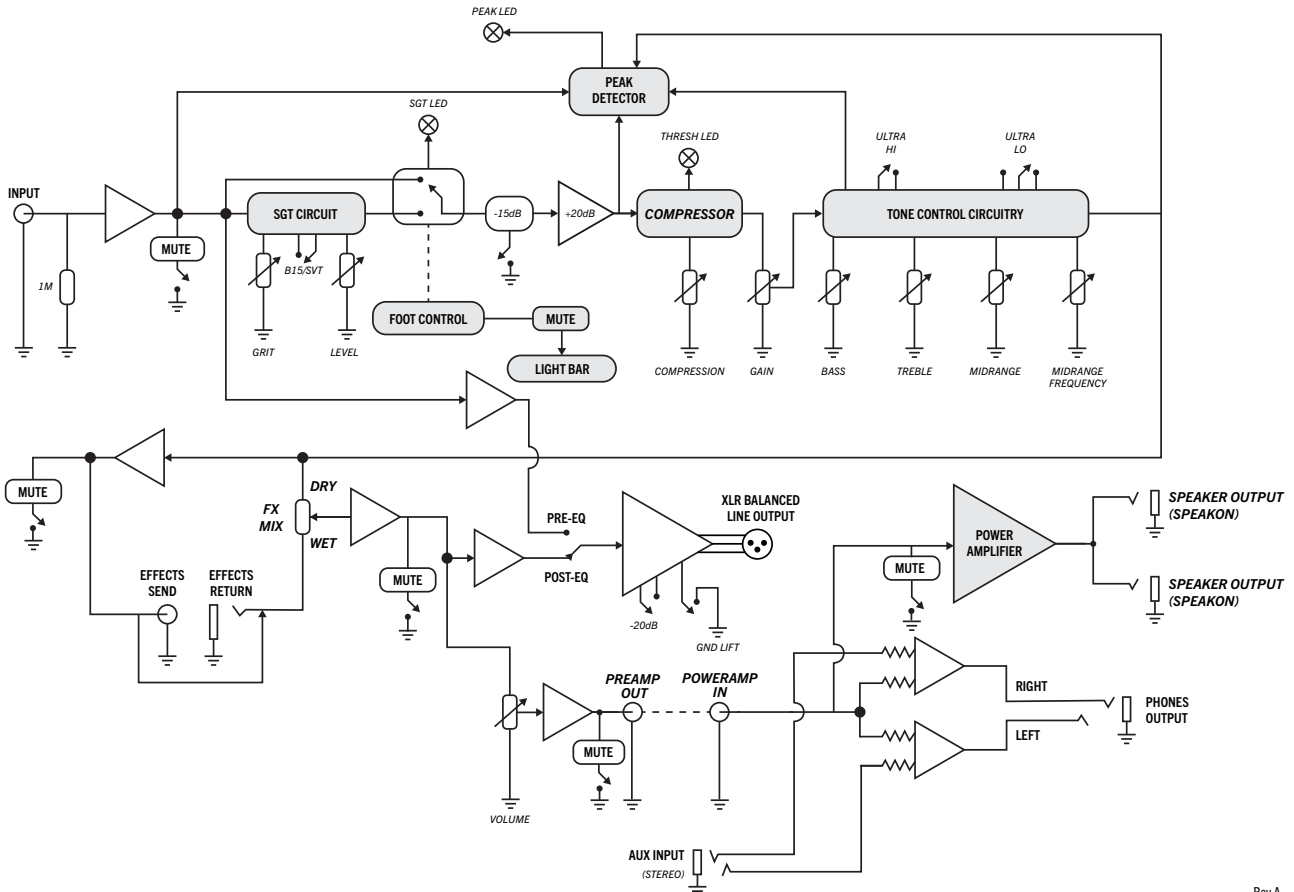 PEAK LED
PEAK
DETECTOR
SGT LED
THRESH LED
ULTRA
HI
ULTRA
LO
INPUT
SGT CIRCUIT
-15dB
+20dB
COMPRESSOR
TONE CONTROL CIRCUITRY
MUTE
B15/SVT
1M
FOOT CONTROL
MUTE
LIGHT BAR
GRIT
LEVEL
COMPRESSION
GAIN
BASS
TREBLE
MIDRANGE
MIDRANGE
FREQUENCY
MUTE
DRY
FX
MIX
WET
PRE-EQ
POST-EQ
XLR BALANCED
LINE OUTPUT
POWER
AMPLIFIER
SPEAKER OUTPUT
(SPEAKON)
SPEAKER OUTPUT
(SPEAKON)
MUTE
MUTE
EFFECTS
SEND
EFFECTS
RETURN
-20dB
GND LIFT
PREAMP
OUT
POWERAMP
IN
RIGHT
LEFT
PHONES
OUTPUT
MUTE
VOLUME
AUX INPUT
(STEREO)
Rev A